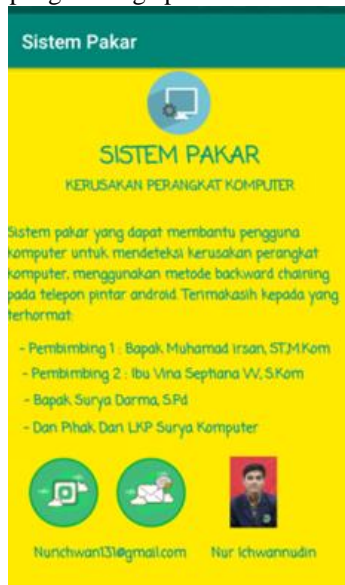 Sistem Pakar
SISTEM PAKAR
KERUSAKAN PERANGKAT KOMPUTER
Sistem pakar yang dapat membantu pengguna
komputer untuk mendeteksi kerusakan perangkat
komputer, menggunakan metode backward chaining
pada telepon pintar android. Terimakasih kepada yang
terhormat:
- Pembimbing 1 : Bapak Muhamad Irsan, ST,M.Kom
- Pembimbing 2 : Ibu Vina Septiana W, S.Kom
- Bapak Surya Darma, S.Pd
- Dan Pihak Dari LKP Surya Komputer
Nurichwan131@gmail.com Nur Ichwannudin